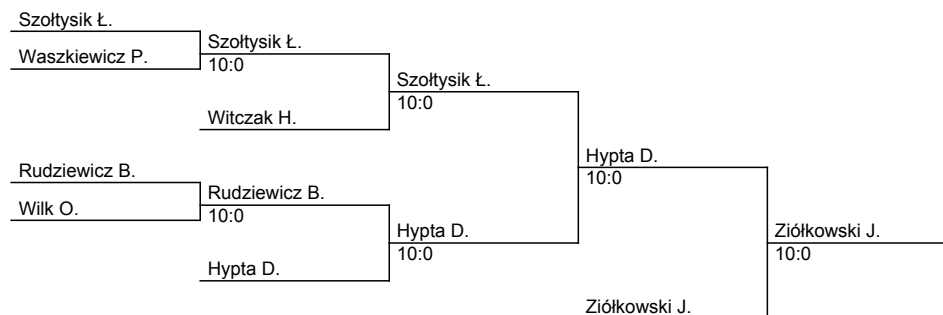 Szołtysik Ł.
Waszkiewicz P.
Szołtysik Ł.
10:0
Szołtysik Ł.
10:0
Witczak H.
Hypta D.
10:0
Rudziewicz B.
Wilk O.
Rudziewicz B.
10:0
Hypta D.
10:0
Ziółkowski J.
10:0
Hypta D.
Ziółkowski J.